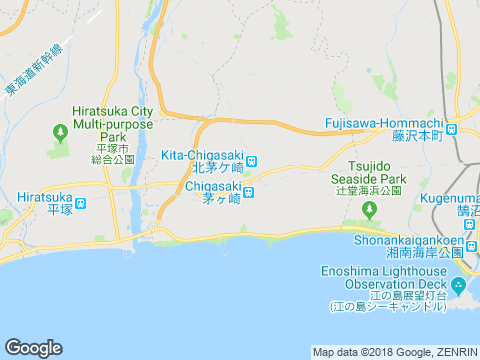 東海道新幹線
Hiratsuka City
Multi-purpose
Park
平塚市
総合公園
Fujisawa-Hommachi
藤沢本町
Kita-Chigasaki
北茅ケ崎
Tsujido
Seaside Park
辻堂海浜公園
Hiratsuka
平塚
Chigasaki
茅ヶ崎
Kugenuma
鵠沼
Shonankaigankoen
湘南海岸公園
Enoshima Lighthouse
Observation Deck
江の島展望灯台
(江の島シーキャンドル)
Google
Map data ©2018 Google, ZENRIN